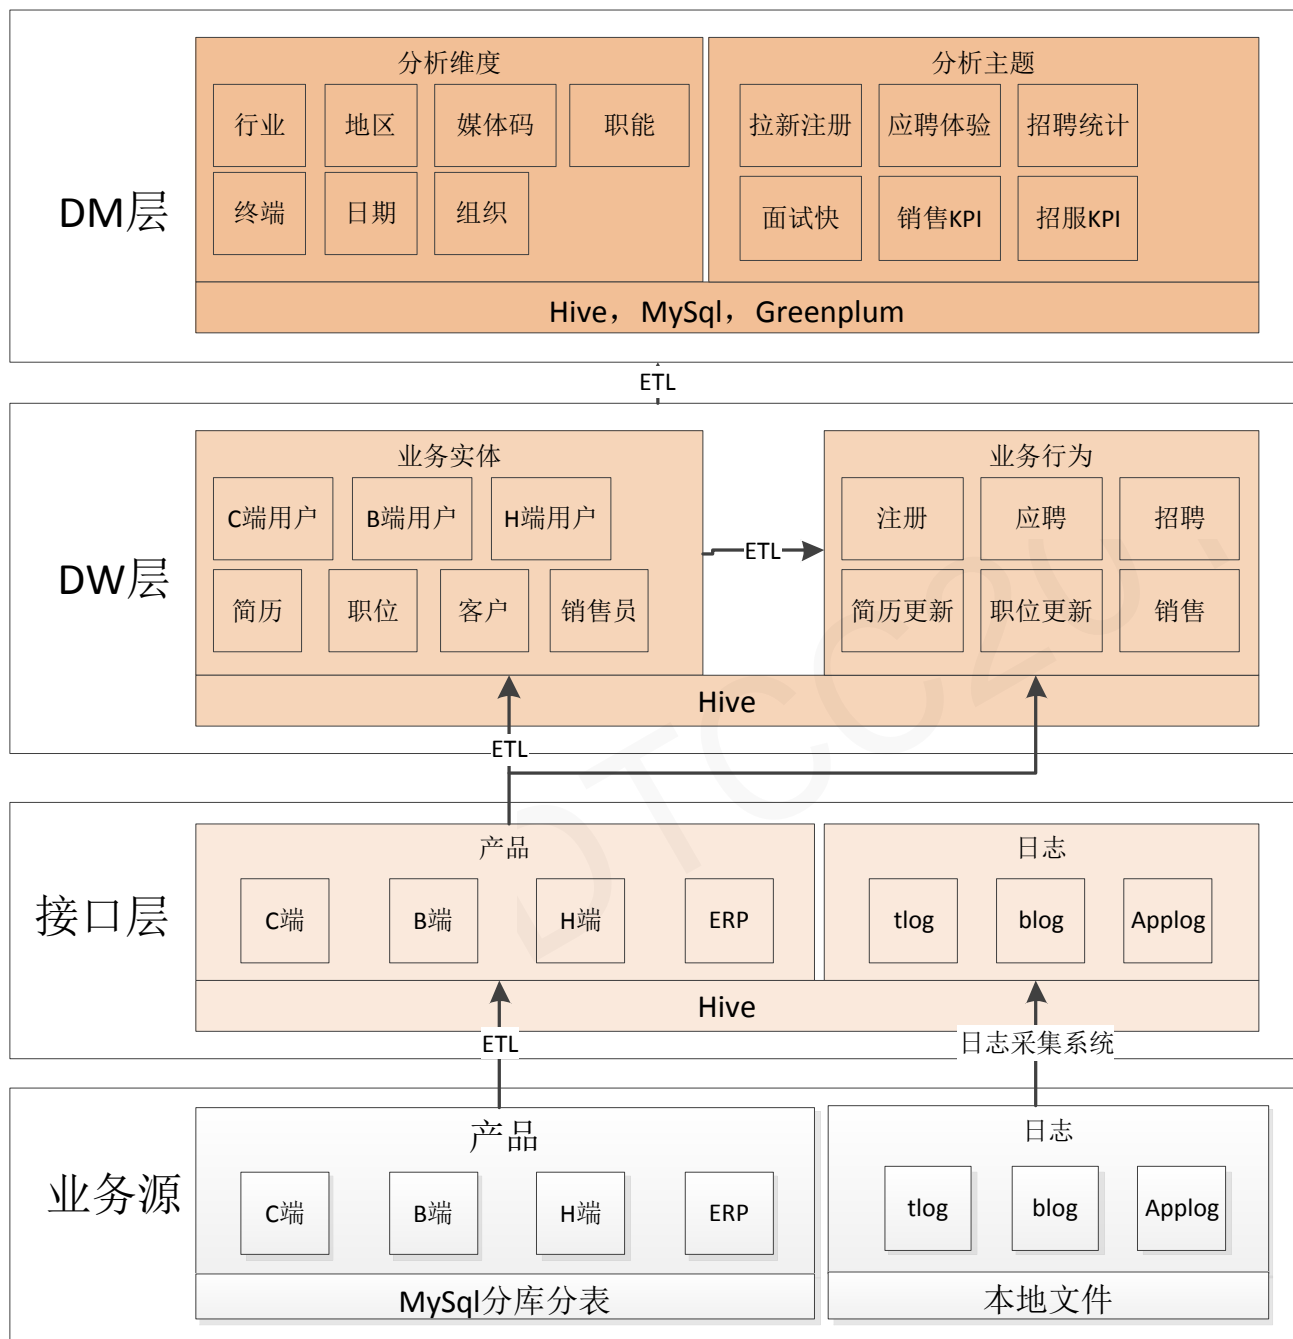 分析维度
分析主题
行业
地区
媒体码
职能
拉新注册
应聘体验
招聘统计
DM层
终端
日期
组织
面试快
销售KPI
招服KPI
Hive，MySql，Greenplum
ETL
业务实体
业务行为
C端用户
B端用户
H端用户
注册
应聘
招聘
ETL
DW层
简历
职位
客户
销售员
简历更新
职位更新
销售
Hive
ETL
产品
日志
接口层
C端
B端
H端
ERP
tlog
blog
Applog
Hive
ETL
日志采集系统
产品
日志
业务源
C端
B端
H端
ERP
tlog
blog
Applog
MySql分库分表
本地文件